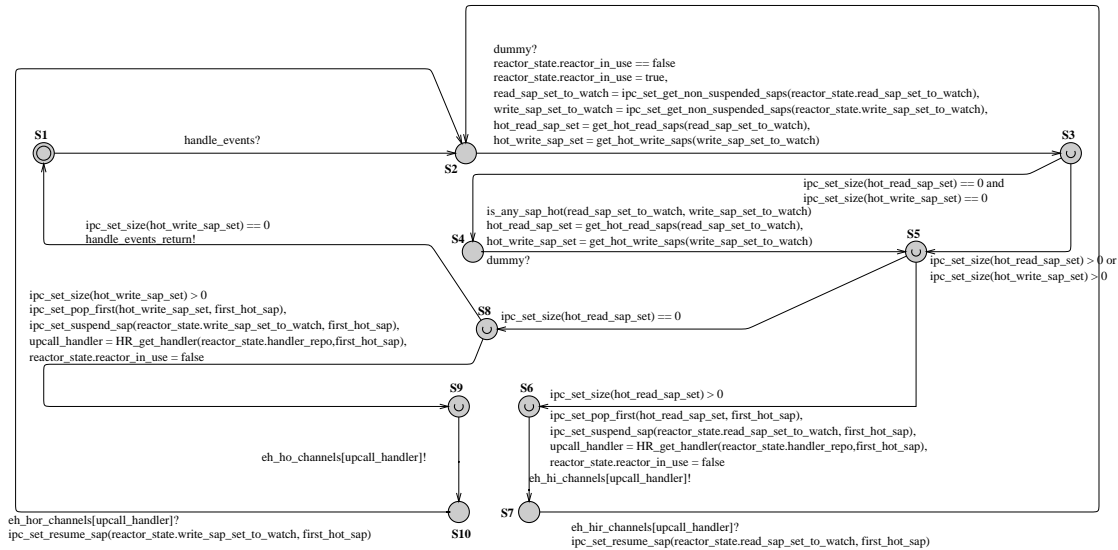 dummy?
reactor_state.reactor_in_use == false
reactor_state.reactor_in_use = true,
read_sap_set_to_watch = ipc_set_get_non_suspended_saps(reactor_state.read_sap_set_to_watch),
write_sap_set_to_watch = ipc_set_get_non_suspended_saps(reactor_state.write_sap_set_to_watch),
hot_read_sap_set = get_hot_read_saps(read_sap_set_to_watch),
hot_write_sap_set = get_hot_write_saps(write_sap_set_to_watch)
S1
handle_events?
S2
S3
ipc_set_size(hot_read_sap_set) == 0 and
ipc_set_size(hot_write_sap_set) == 0
is_any_sap_hot(read_sap_set_to_watch, write_sap_set_to_watch)
hot_read_sap_set = get_hot_read_saps(read_sap_set_to_watch),
hot_write_sap_set = get_hot_write_saps(write_sap_set_to_watch)
S4
dummy?
S5
ipc_set_size(hot_read_sap_set) > 0 or
ipc_set_size(hot_write_sap_set) > 0
ipc_set_size(hot_write_sap_set) == 0
handle_events_return!
ipc_set_size(hot_write_sap_set) > 0
ipc_set_pop_first(hot_write_sap_set, first_hot_sap),
ipc_set_suspend_sap(reactor_state.write_sap_set_to_watch, first_hot_sap),
upcall_handler = HR_get_handler(reactor_state.handler_repo,first_hot_sap),
reactor_state.reactor_in_use = false
S8
ipc_set_size(hot_read_sap_set) == 0
S9
S6
ipc_set_size(hot_read_sap_set) > 0
ipc_set_pop_first(hot_read_sap_set, first_hot_sap),
ipc_set_suspend_sap(reactor_state.read_sap_set_to_watch, first_hot_sap),
upcall_handler = HR_get_handler(reactor_state.handler_repo,first_hot_sap),
reactor_state.reactor_in_use = false
eh_hi_channels[upcall_handler]!
eh_ho_channels[upcall_handler]!
eh_hor_channels[upcall_handler]?
ipc_set_resume_sap(reactor_state.write_sap_set_to_watch, first_hot_sap)
S10
S7
eh_hir_channels[upcall_handler]?
ipc_set_resume_sap(reactor_state.read_sap_set_to_watch, first_hot_sap)